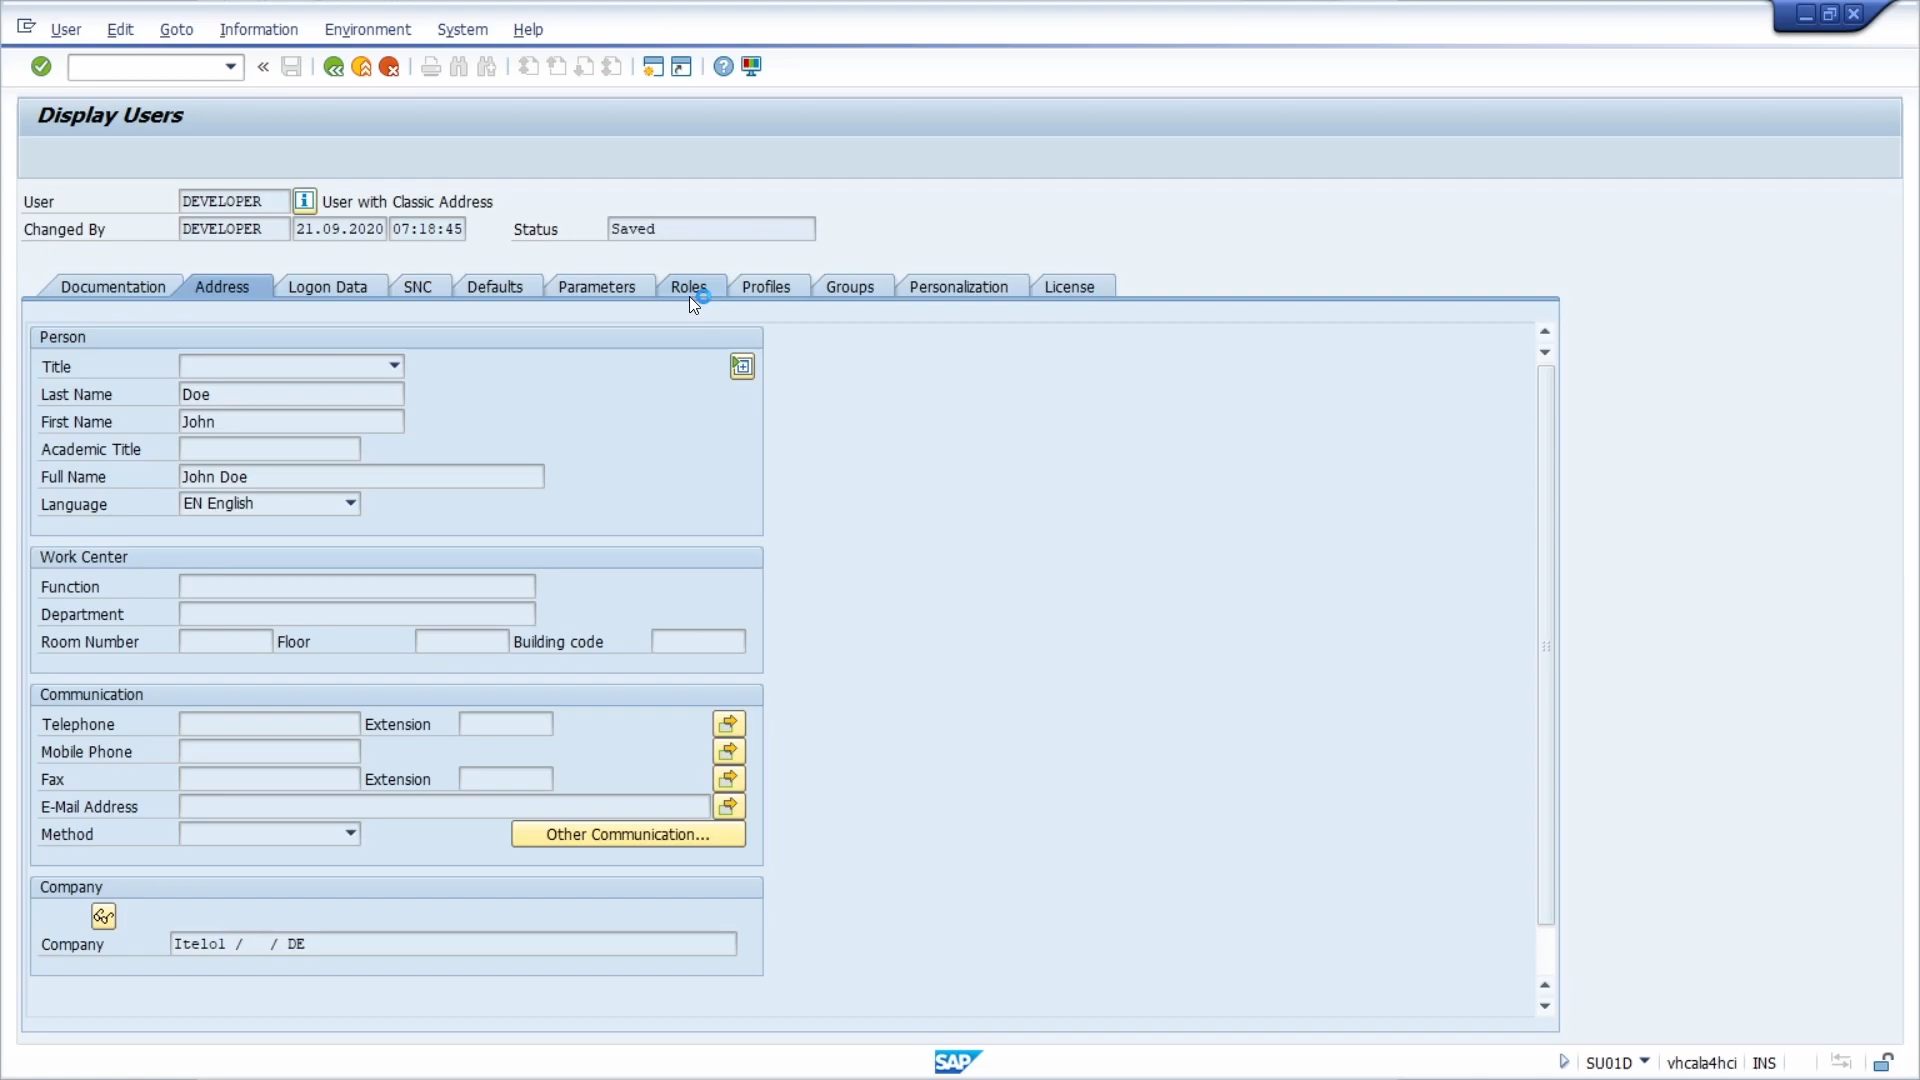 User Edit Goto Information Environment System Help
Display Users
User DEVELOPER User with Classic Address
Changed By DEVELOPER 21.09.2020 07:18:45 Status Saved
Documentation Address Logon Data SNC Defaults Parameters Roles Profiles Groups Personalization License
Person
Title
Last Name Doe
First Name John
Academic Title
Full Name John Doe
Language EN English
Work Center
Function
Department
Room Number Floor Building code
Communication
Telephone Extension
Mobile Phone
Fax Extension
E-Mail Address
Method Other Communication...
Company
Company Itelo1 / / DE
SAP SU01D vhcala4hci INS